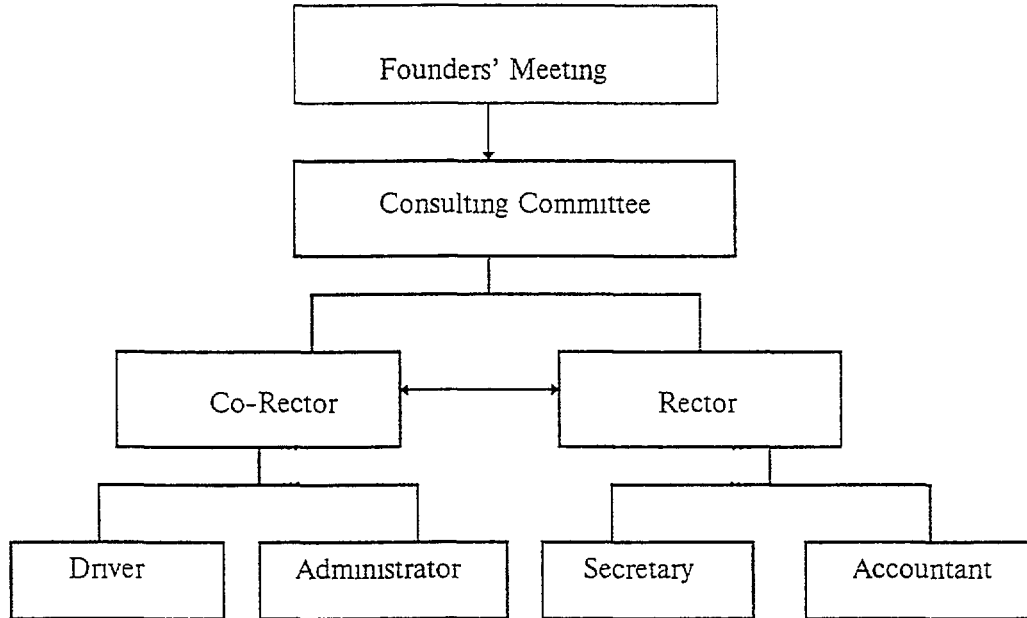 Founders' Meeting
Consulting Committee
Co-Rector
Rector
Driver
Administrator
Secretary
Accountant